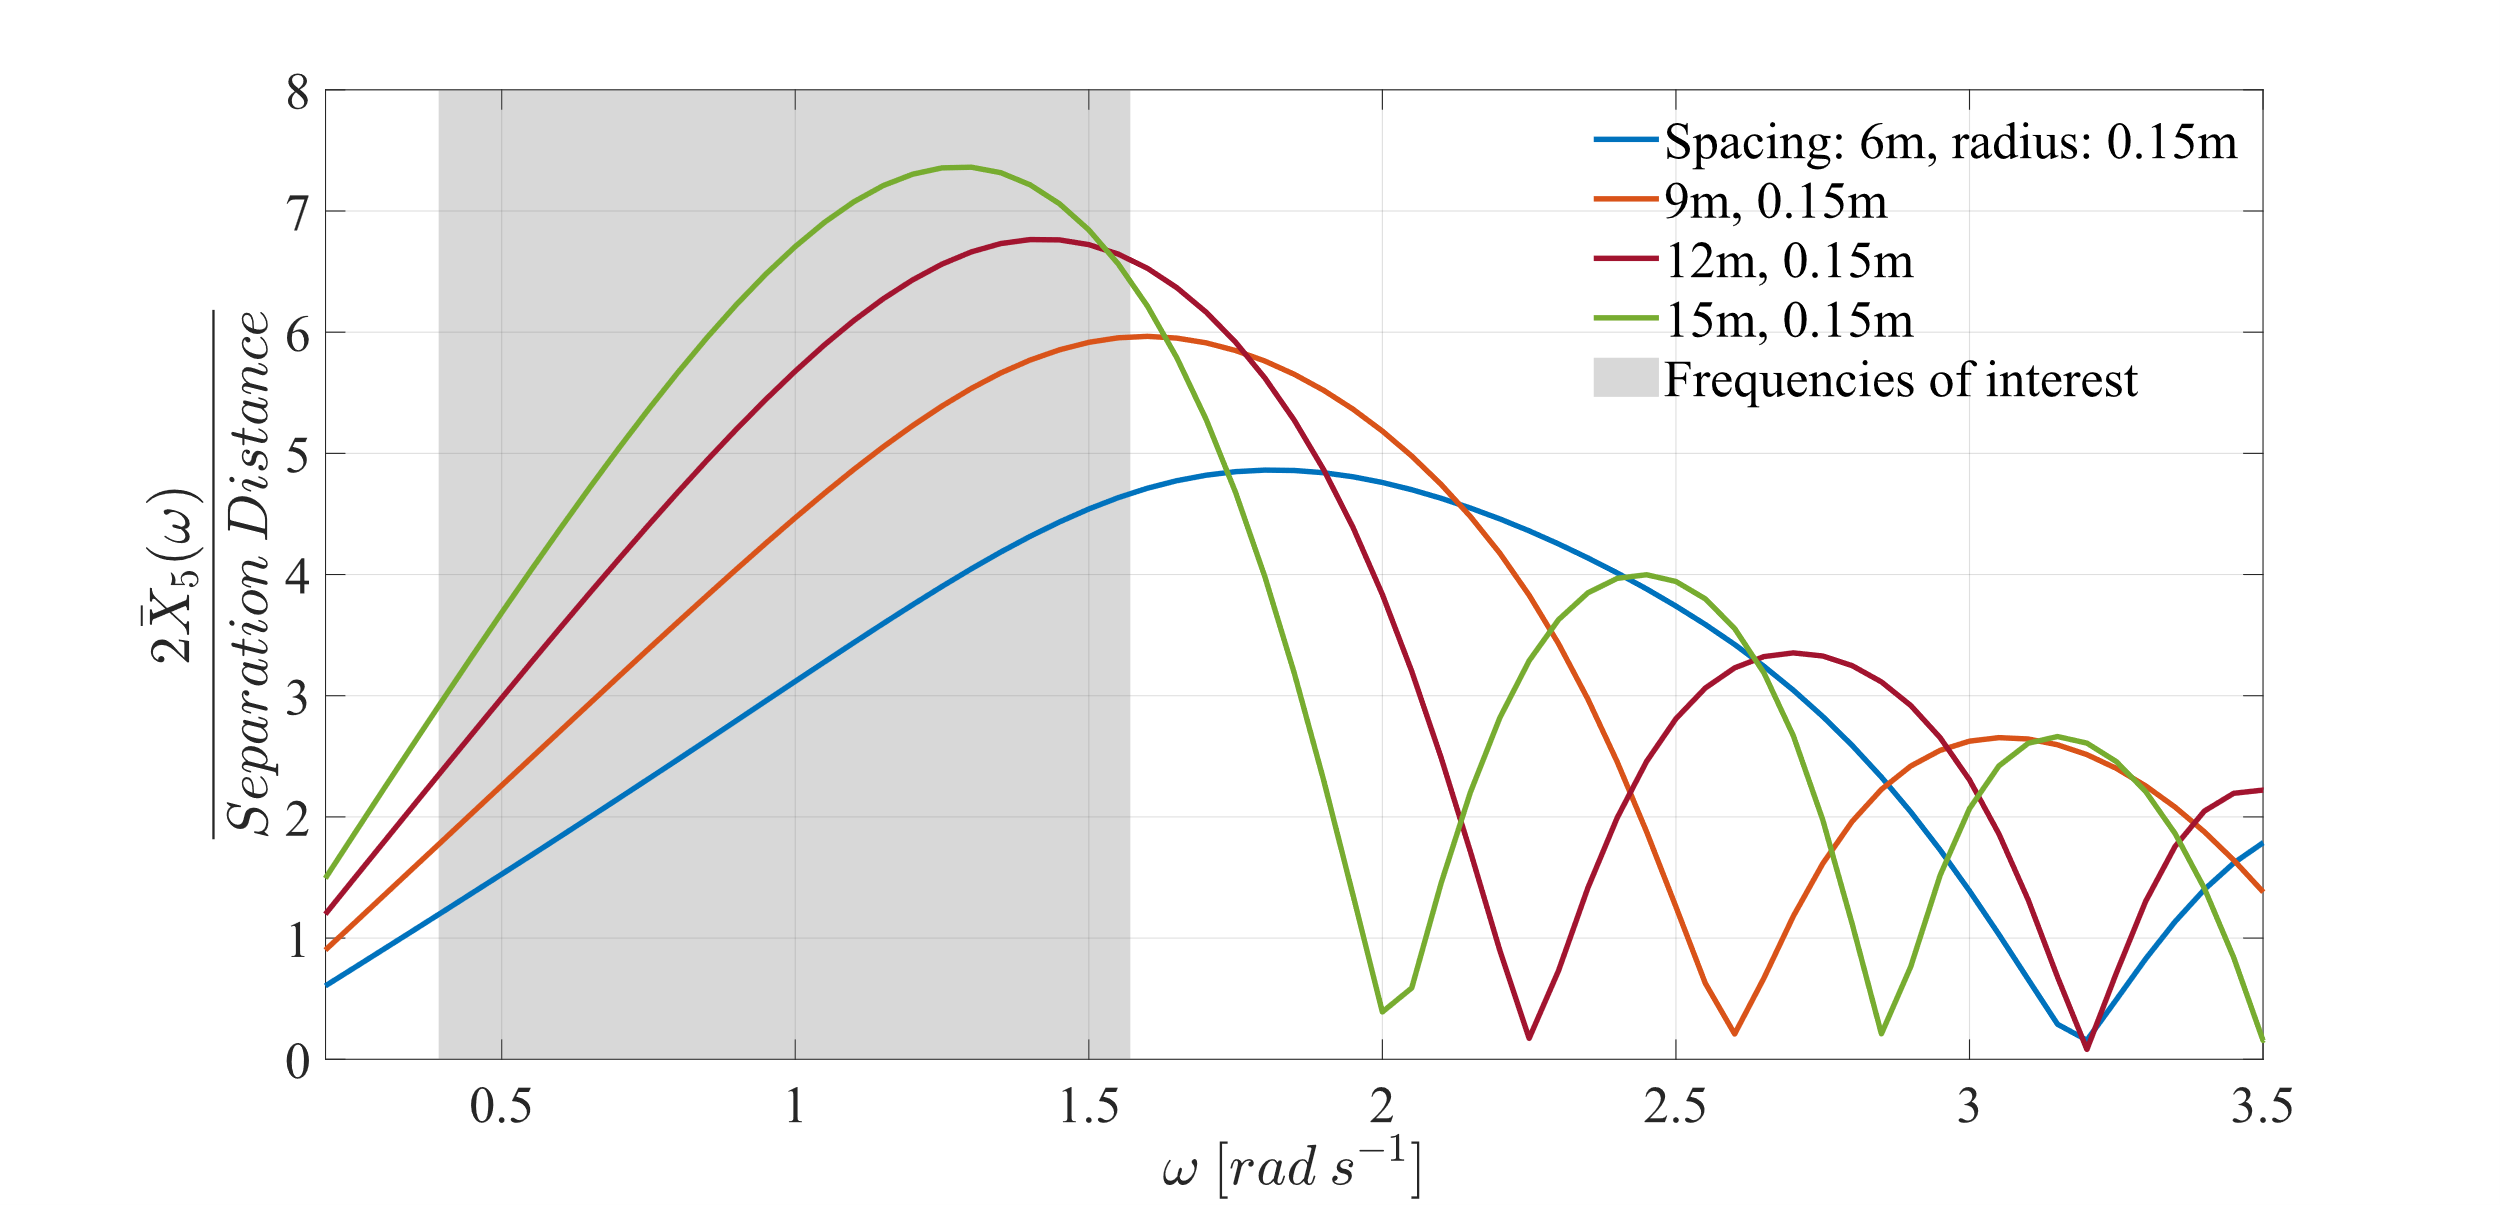 2X̄₅(ω)
Separation Distance
8
7
6
5
4
3
2
1
0
Spacing: 6m, radius: 0.15m
9m, 0.15m
12m, 0.15m
15m, 0.15m
Frequencies of interest
0.5 1 1.5 2 2.5 3 3.5
ω [rad s⁻¹]